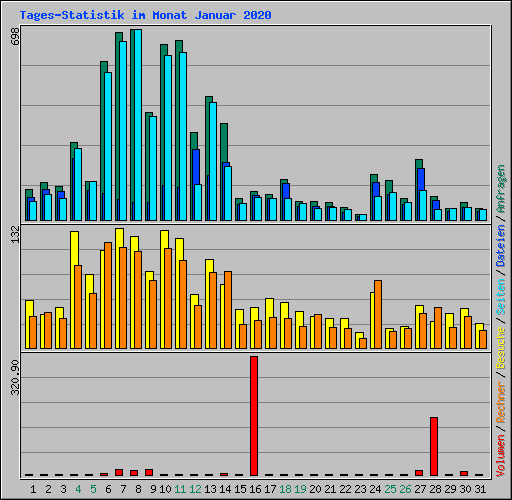 Tages-Statistik im Monat Januar 2020
698
132
320.90
Volumen / Rechner / Besuche / Seiten / Dateien / Anfragen
1 2 3 4 5 6 7 8 9 10 11 12 13 14 15 16 17 18 19 20 21 22 23 24 25 26 27 28 29 30 31